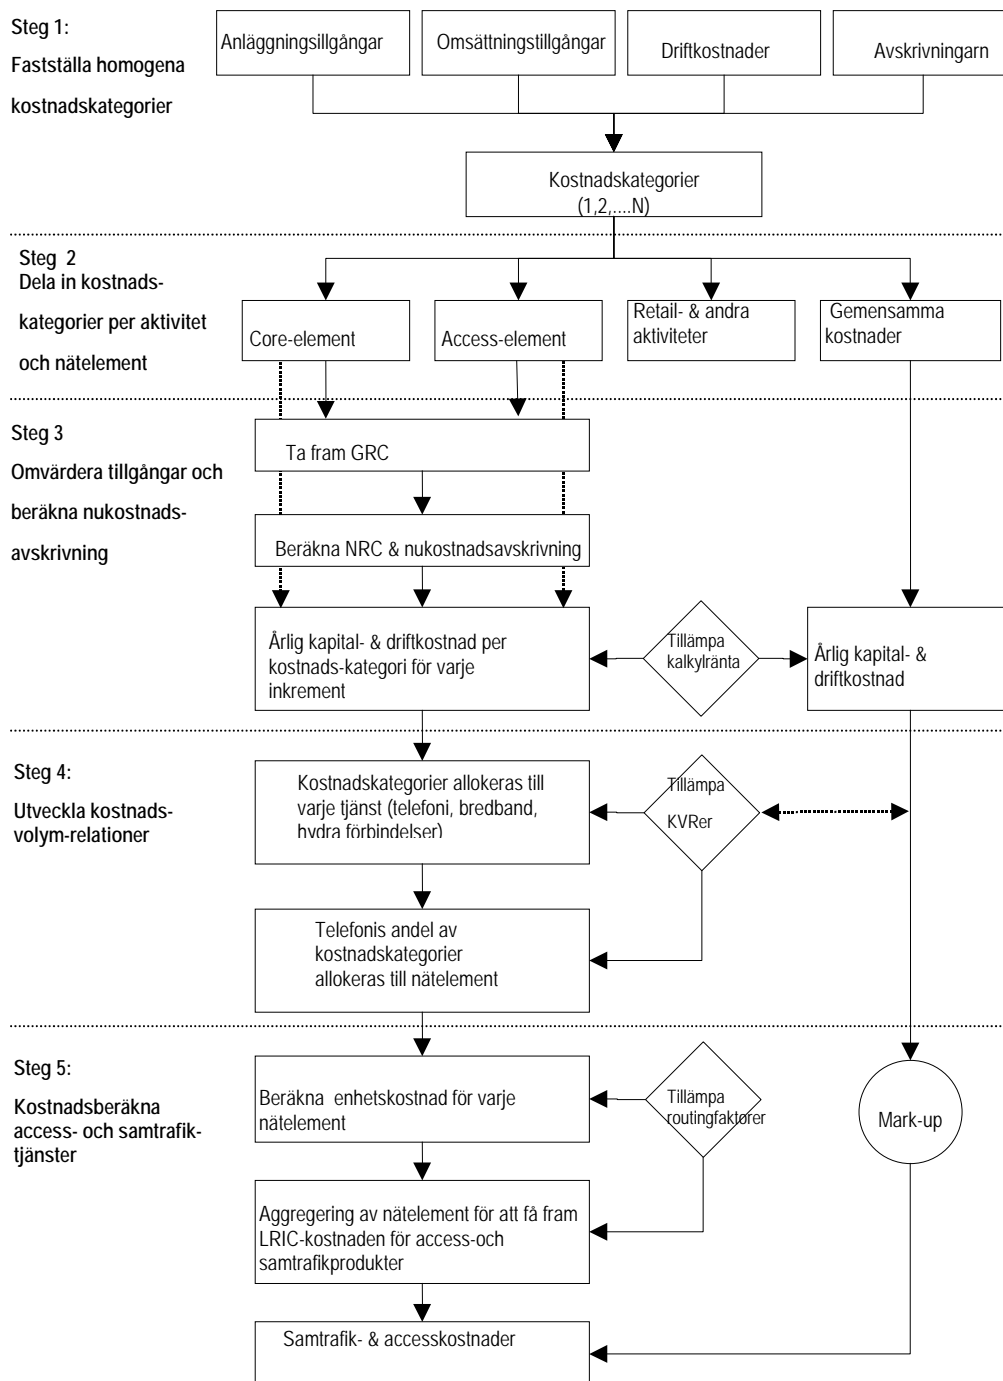 Steg 1:
Fastställa homogena
kostnadskategorier
Anläggningsillgångar
Omsättningstillgångar
Driftkostnader
Avskrivningarn
Kostnadskategorier
(1,2,....N)
Steg 2
Dela in kostnads-
kategorier per aktivitet
och nätelement
Core-element
Access-element
Retail- & andra
aktiviteter
Gemensamma
kostnader
Steg 3
Omvärdera tillgångar och
beräkna nukostnads-
avskrivning
Ta fram GRC
Beräkna NRC & nukostnadsavskrivning
Årlig kapital- & driftkostnad per
kostnads-kategori för varje
inkrement
Tillämpa
kalkylränta
Årlig kapital- &
driftkostnad
Steg 4:
Utveckla kostnads-
volym-relationer
Kostnadskategorier allokeras till
varje tjänst (telefoni, bredband,
hydra förbindelser)
Tillämpa
KVRer
Telefonis andel av
kostnadskategorier
allokeras till nätelement
Steg 5:
Kostnadsberäkna
access- och samtrafik-
tjänster
Beräkna enhetskostnad för varje
nätelement
Tillämpa
routingfaktorer
Mark-up
Aggregering av nätelement för att få fram
LRIC-kostnaden för access-och
samtrafikprodukter
Samtrafik- & accesskostnader